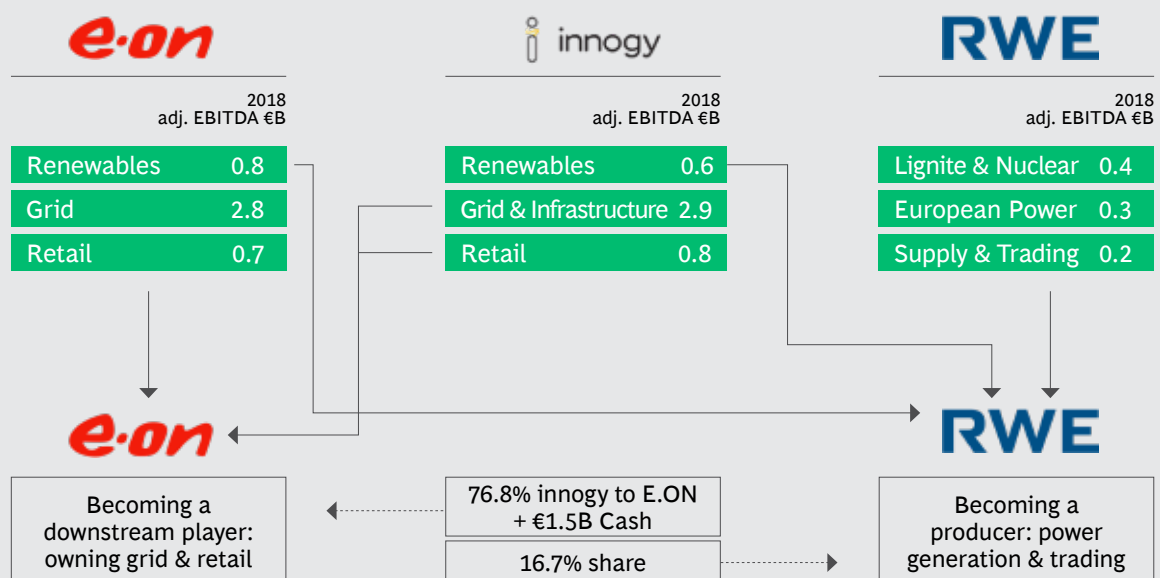 e·on
innogy
RWE
2018
adj. EBITDA €B
2018
adj. EBITDA €B
2018
adj. EBITDA €B
Renewables 0.8
Grid 2.8
Retail 0.7
Renewables 0.6
Grid & Infrastructure 2.9
Retail 0.8
Lignite & Nuclear 0.4
European Power 0.3
Supply & Trading 0.2
e·on
RWE
Becoming a
downstream player:
owning grid & retail
76.8% innogy to E.ON
+ €1.5B Cash
16.7% share
Becoming a
producer: power
generation & trading